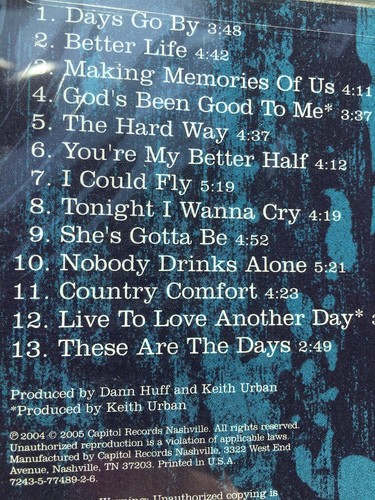 1. Days Go By 3:48
2. Better Life 4:42
3. Making Memories Of Us 4:11
4. God's Been Good To Me* 3:37
5. The Hard Way 4:37
6. You're My Better Half 4:12
7. I Could Fly 5:19
8. Tonight I Wanna Cry 4:19
9. She's Gotta Be 4:52
10. Nobody Drinks Alone 5:21
11. Country Comfort 4:23
12. Live To Love Another Day*
13. These Are The Days 2:49
Produced by Dann Huff and Keith Urban
*Produced by Keith Urban
℗ 2004 © 2005 Capitol Records Nashville. All rights reserved.
Unauthorized reproduction is a violation of applicable laws.
Manufactured by Capitol Records Nashville, 3322 West End
Avenue, Nashville, TN 37203. Printed in U.S.A.
7243-5-77489-2-6.
Warning: Unauthorized copying is